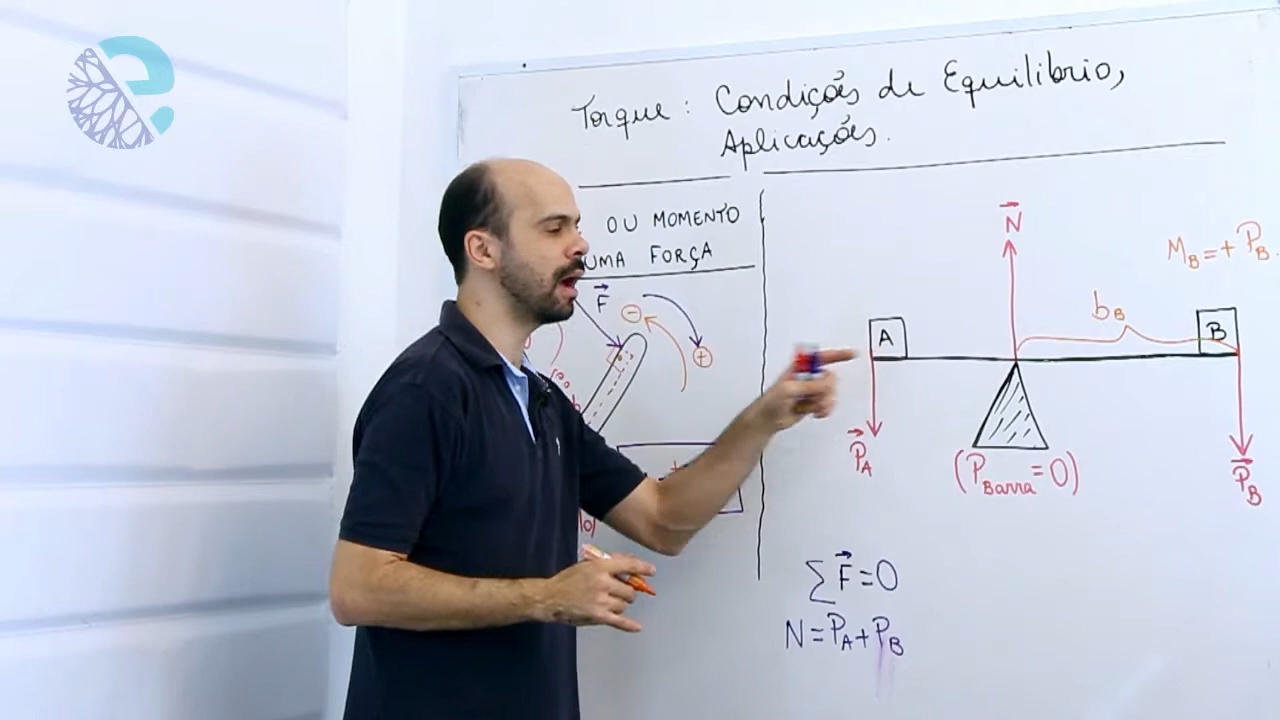 Torque: Condições de Equilíbrio,
Aplicações.
OU MOMENTO
UMA FORÇA
F
−
+
N
M_B = + P_B.
b_B
A
B
P_A
(P_Barra = 0)
P_B
∑F = 0
N = P_A + P_B